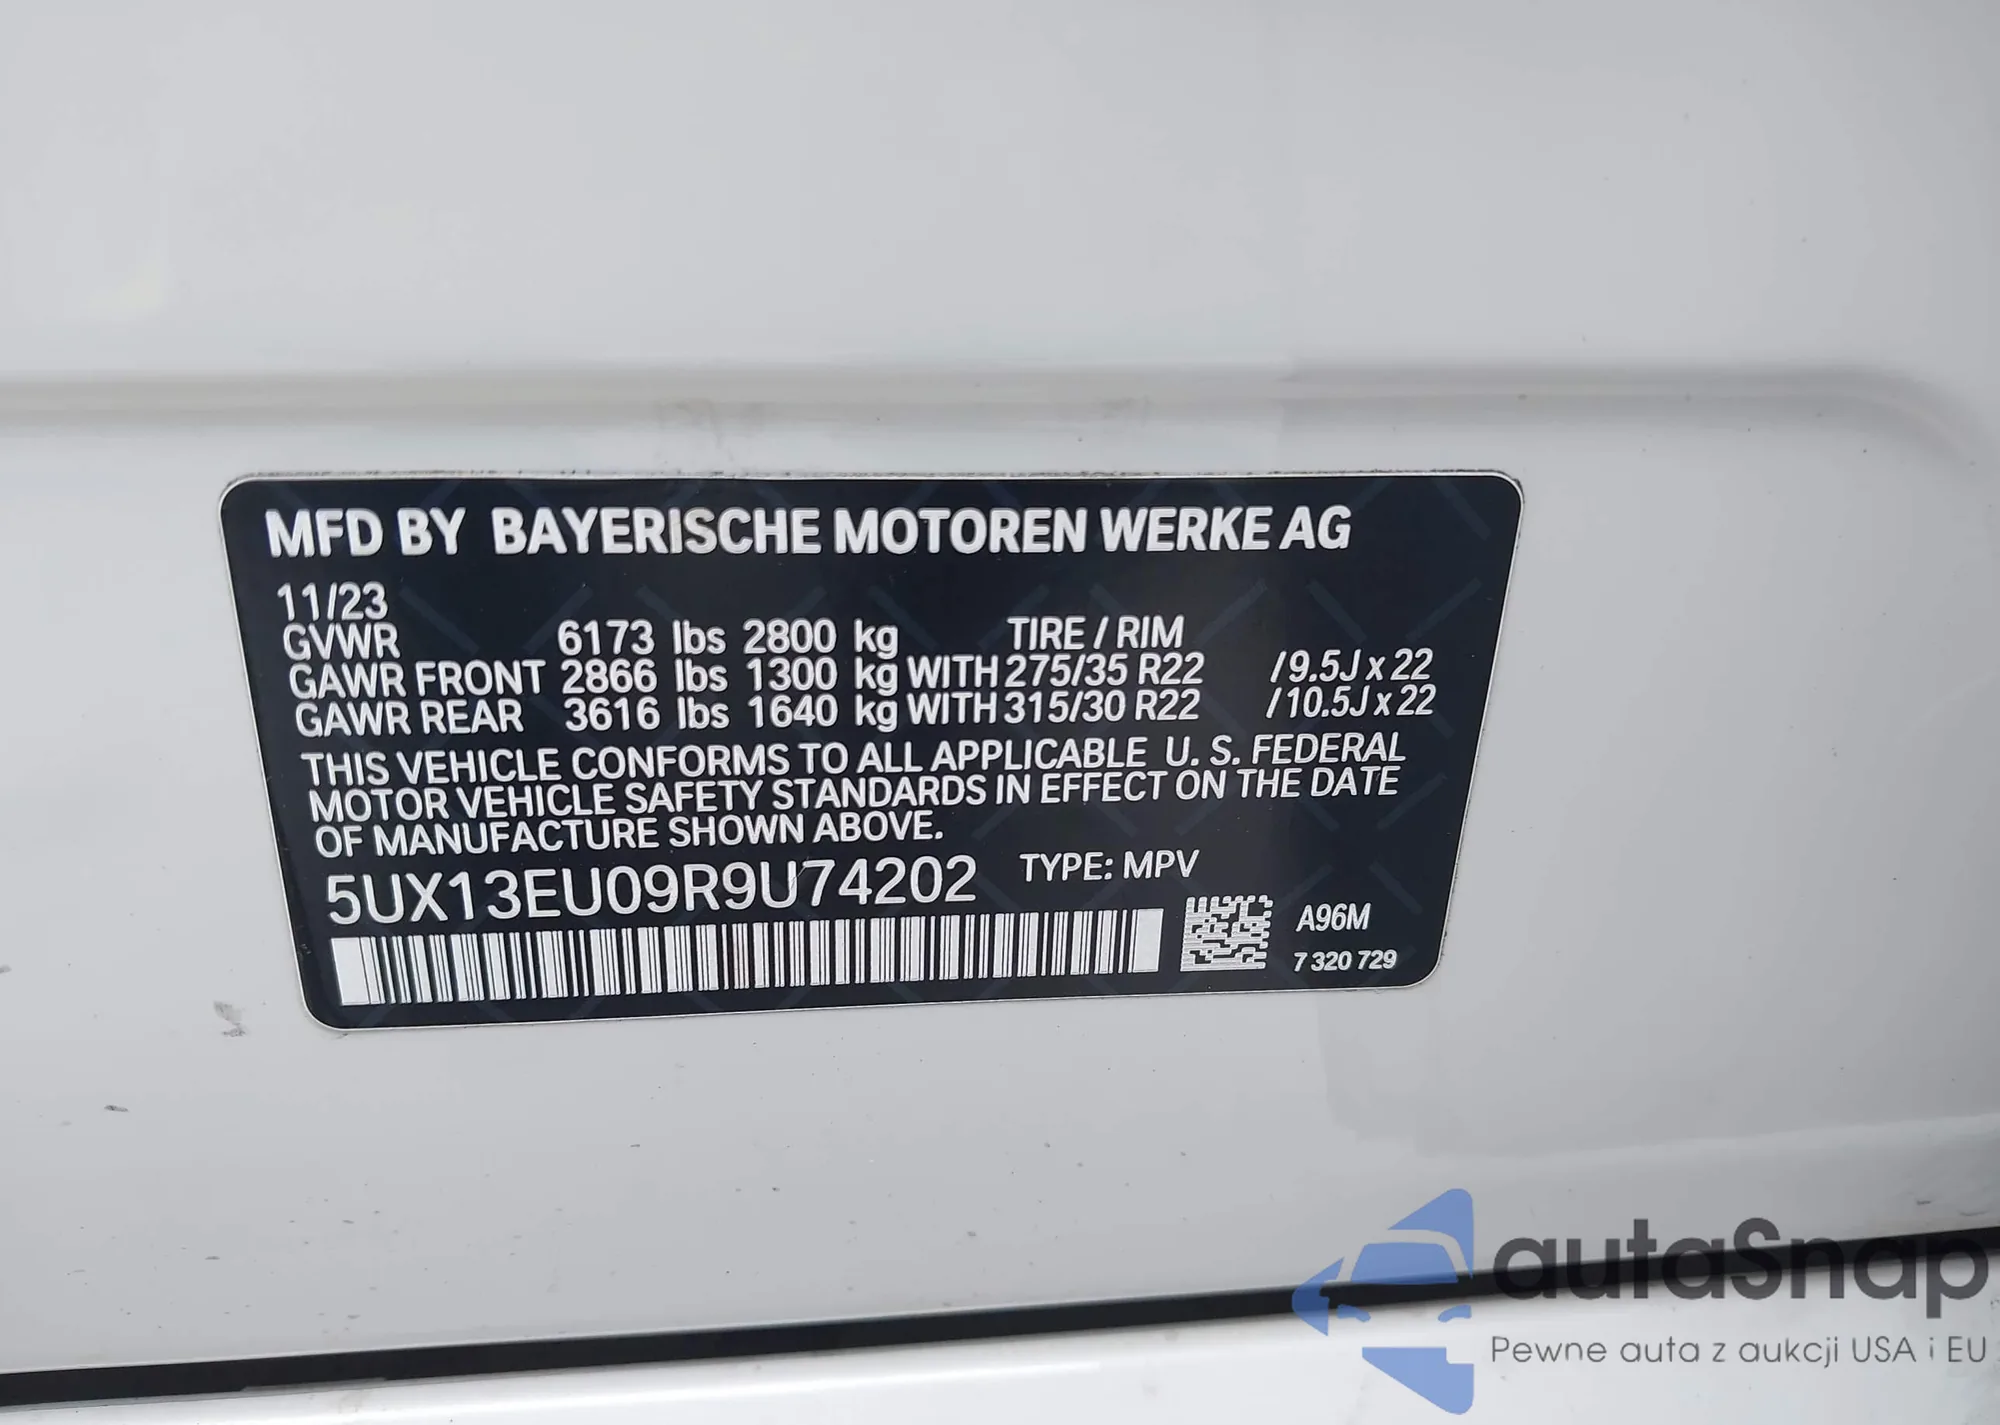 MFD BY BAYERISCHE MOTOREN WERKE AG
11/23
GVWR 6173 lbs 2800 kg TIRE / RIM
GAWR FRONT 2866 lbs 1300 kg WITH 275/35 R22 /9.5J x 22
GAWR REAR 3616 lbs 1640 kg WITH 315/30 R22 /10.5J x 22
THIS VEHICLE CONFORMS TO ALL APPLICABLE U. S. FEDERAL
MOTOR VEHICLE SAFETY STANDARDS IN EFFECT ON THE DATE
OF MANUFACTURE SHOWN ABOVE.
5UX13EU09R9U74202 TYPE: MPV
A96M
7 320 729
autaSnap
Pewne auta z aukcji USA i EU